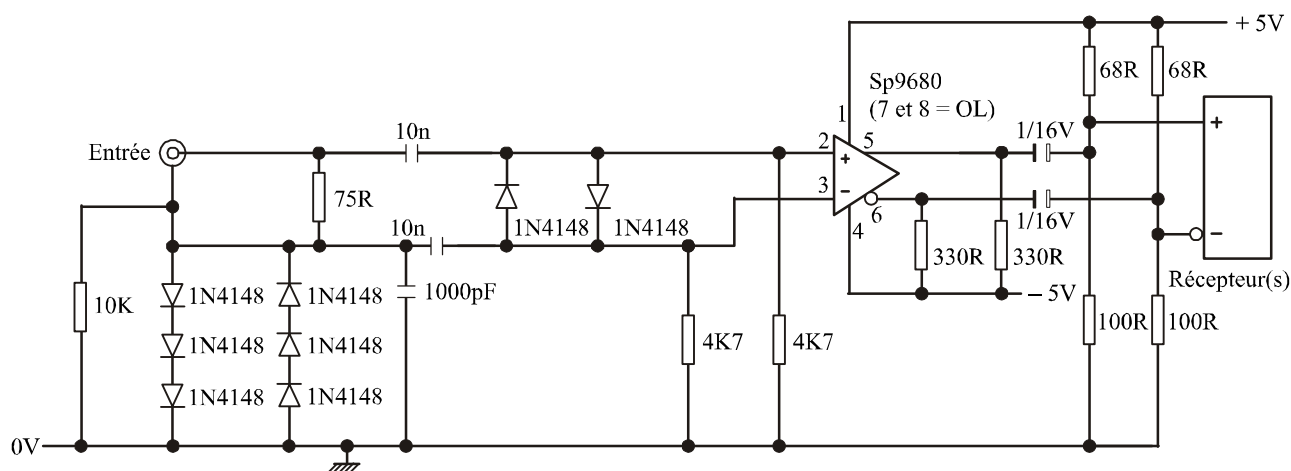 + 5V
68R
68R
Sp9680
(7 et 8 = OL)
1
10n
1/16V
+
Entrée
2
+
5
3
-
75R
6
1/16V
10n
1N4148
1N4148
4
-
330R
330R
Récepteur(s)
10K
1N4148
1N4148
1000pF
- 5V
1N4148
1N4148
4K7
4K7
100R
100R
1N4148
1N4148
0V